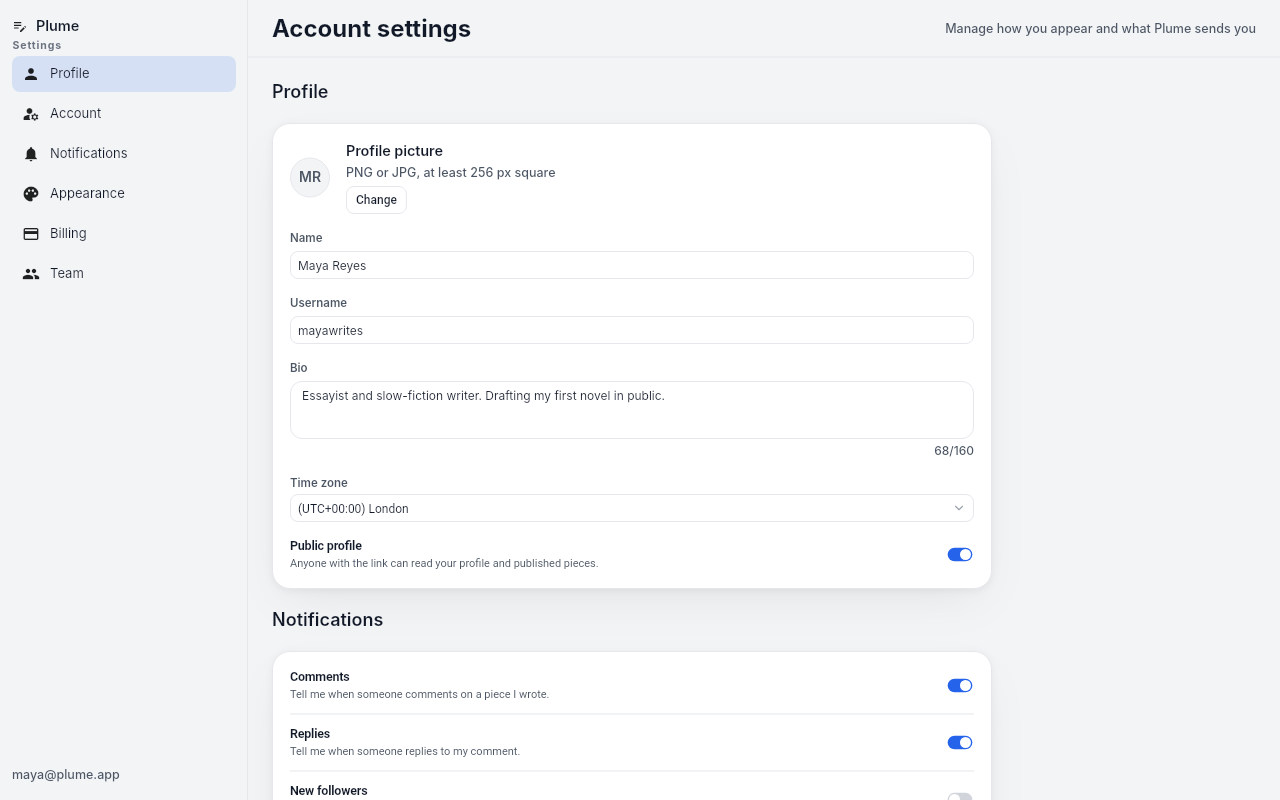 Plume
Settings
Profile
Account
Notifications
Appearance
Billing
Team
maya@plume.app
Account settings
Manage how you appear and what Plume sends you
Profile
MR
Profile picture
PNG or JPG, at least 256 px square
Change
Name
Maya Reyes
Username
mayawrites
Bio
Essayist and slow-fiction writer. Drafting my first novel in public.
68/160
Time zone
(UTC+00:00) London
Public profile
Anyone with the link can read your profile and published pieces.
Notifications
Comments
Tell me when someone comments on a piece I wrote.
Replies
Tell me when someone replies to my comment.
New followers